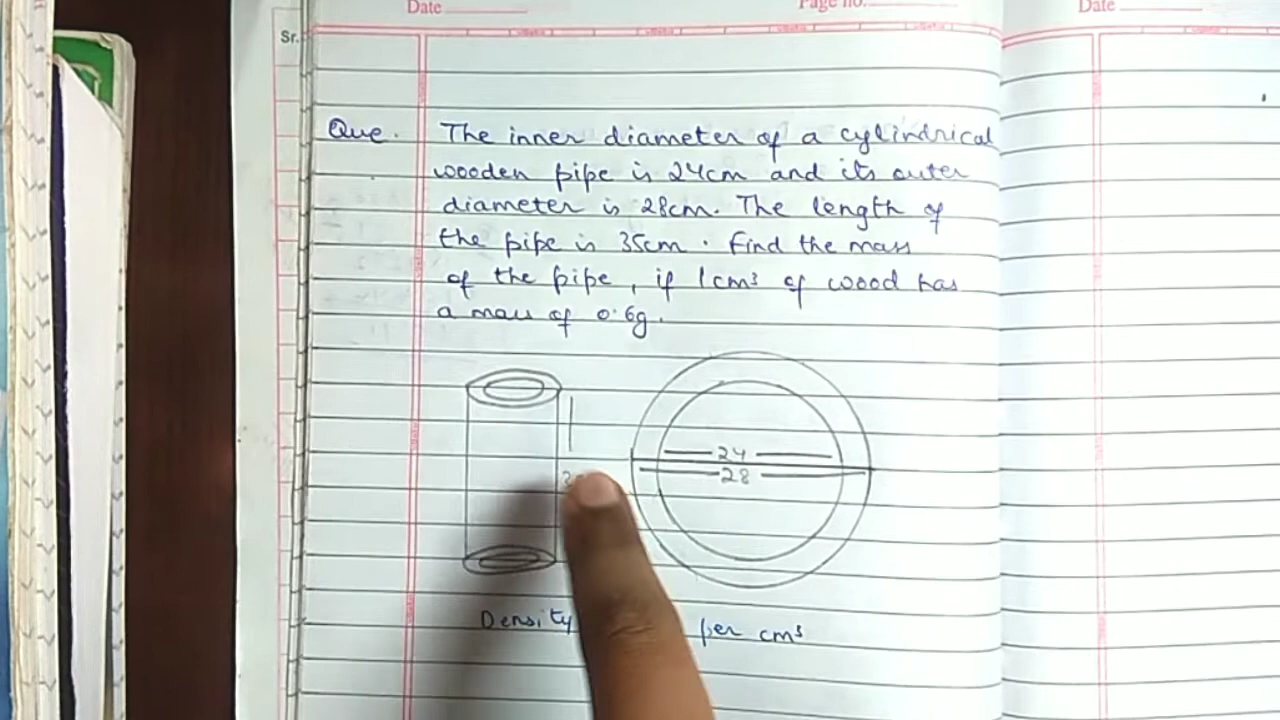 Date
Page no.
Date
Sr.
Que. The inner diameter of a cylindrical
wooden pipe is 24cm and its outer
diameter is 28cm. The length of
the pipe is 35cm. Find the mass
of the pipe, if 1cm³ of wood has
a mass of 0.6g.
24
28
Density
per cm³